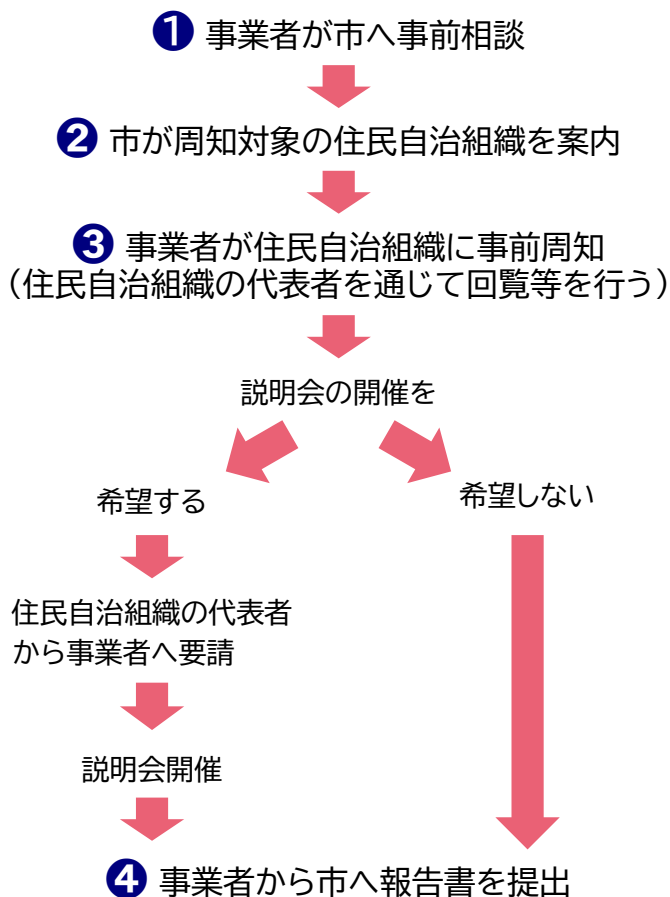 ❶ 事業者が市へ事前相談
❷ 市が周知対象の住民自治組織を案内
❸ 事業者が住民自治組織に事前周知
（住民自治組織の代表者を通じて回覧等を行う）
説明会の開催を
希望する
希望しない
住民自治組織の代表者
から事業者へ要請
説明会開催
❹ 事業者から市へ報告書を提出